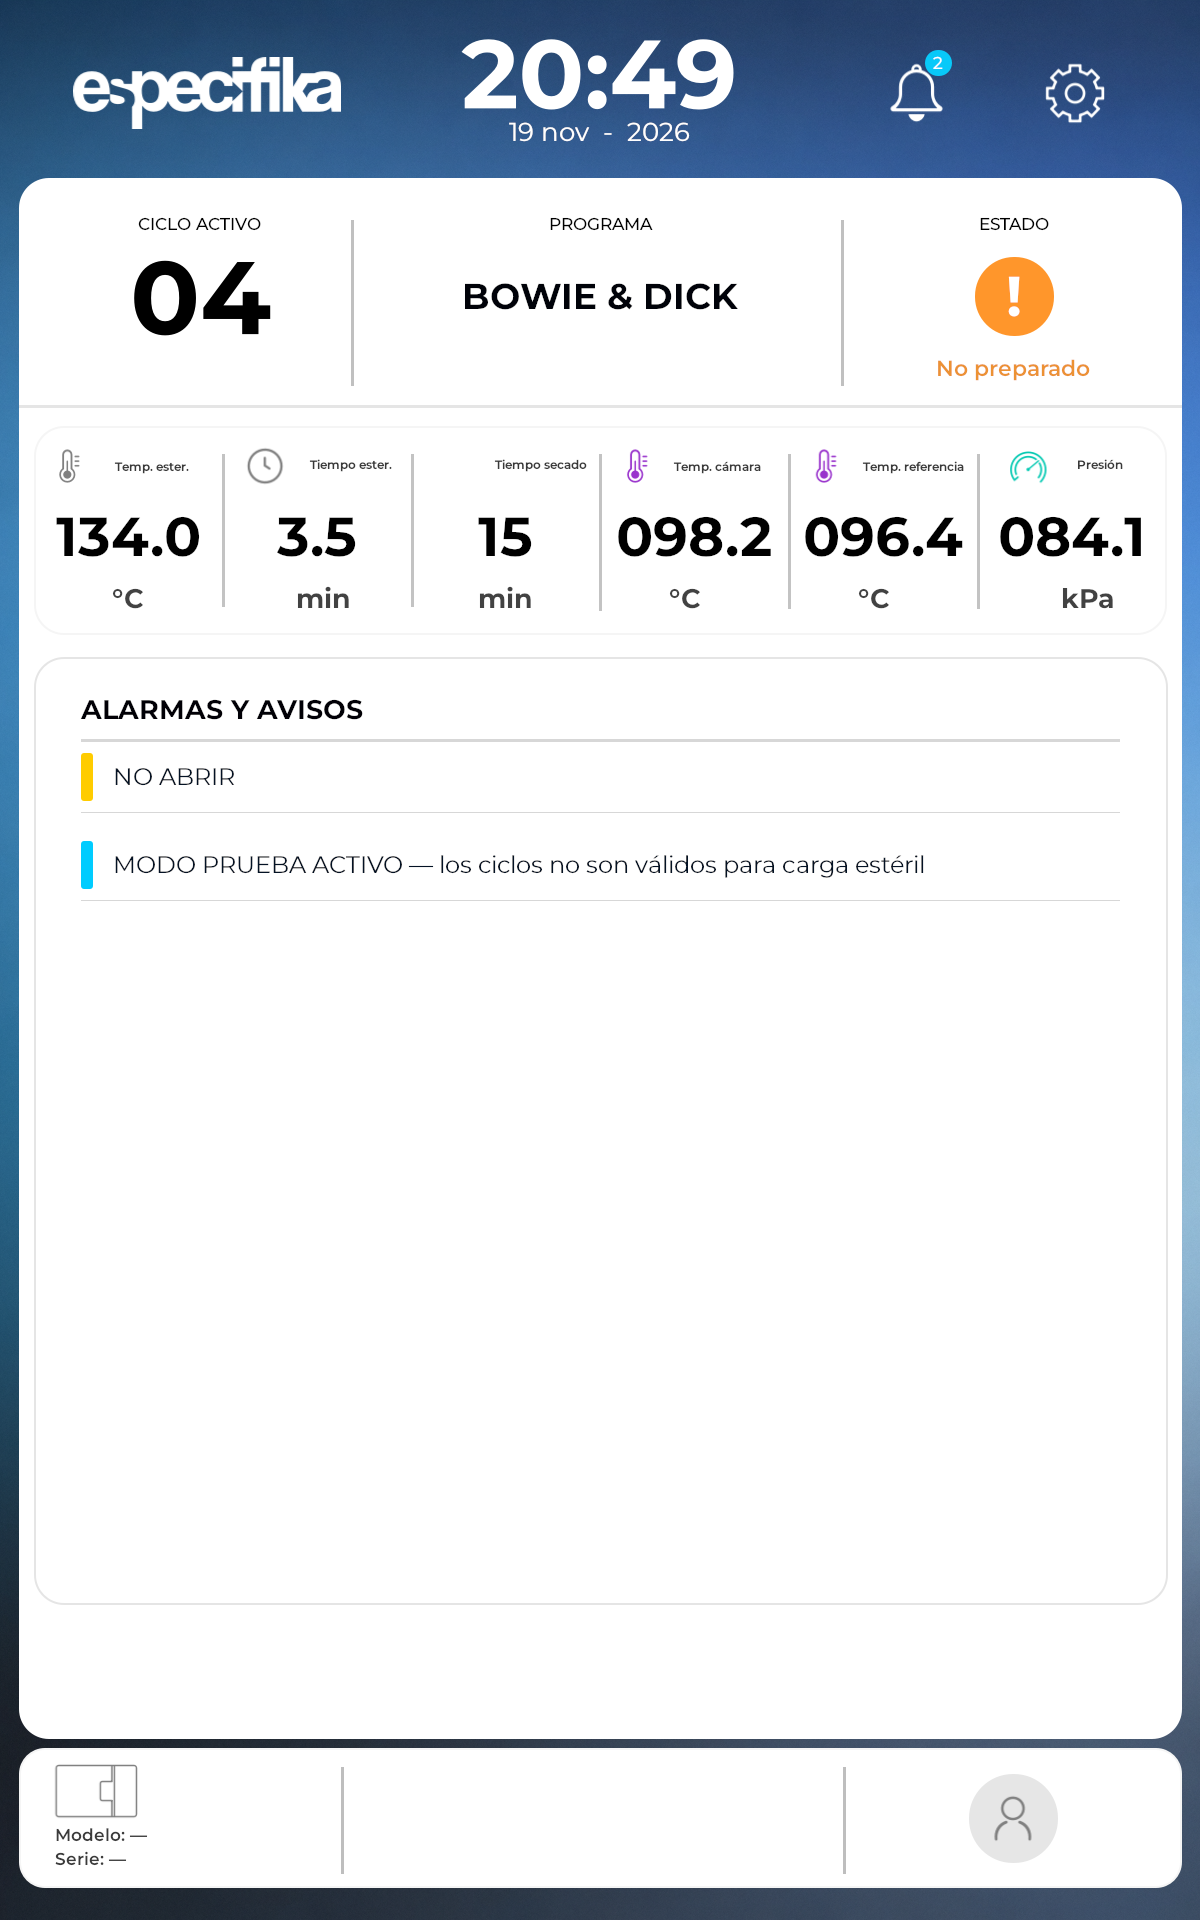 especifika
20:49
2
19 nov - 2026
CICLO ACTIVO
PROGRAMA
ESTADO
04
BOWIE & DICK
!
No preparado
Temp. ester.
Tiempo ester.
Tiempo secado
Temp. cámara
Temp. referencia
Presión
134.0
3.5
15
098.2
096.4
084.1
°C
min
min
°C
°C
kPa
ALARMAS Y AVISOS
NO ABRIR
MODO PRUEBA ACTIVO — los ciclos no son válidos para carga estéril
Modelo: —
Serie: —